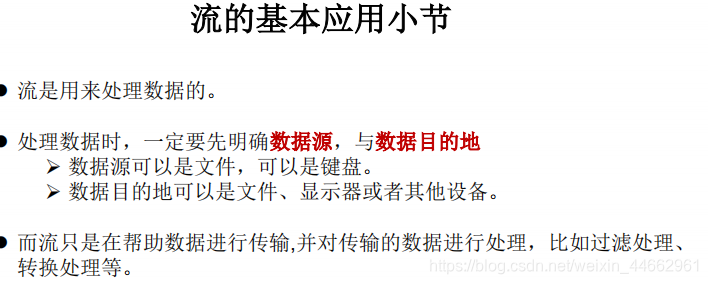 流的基本应用小节
● 流是用来处理数据的。
● 处理数据时，一定要先明确数据源，与数据目的地
➢ 数据源可以是文件，可以是键盘。
➢ 数据目的地可以是文件、显示器或者其他设备。
● 而流只是在帮助数据进行传输,并对传输的数据进行处理，比如过滤处理、
转换处理等。
https://blog.csdn.net/weixin_44662961